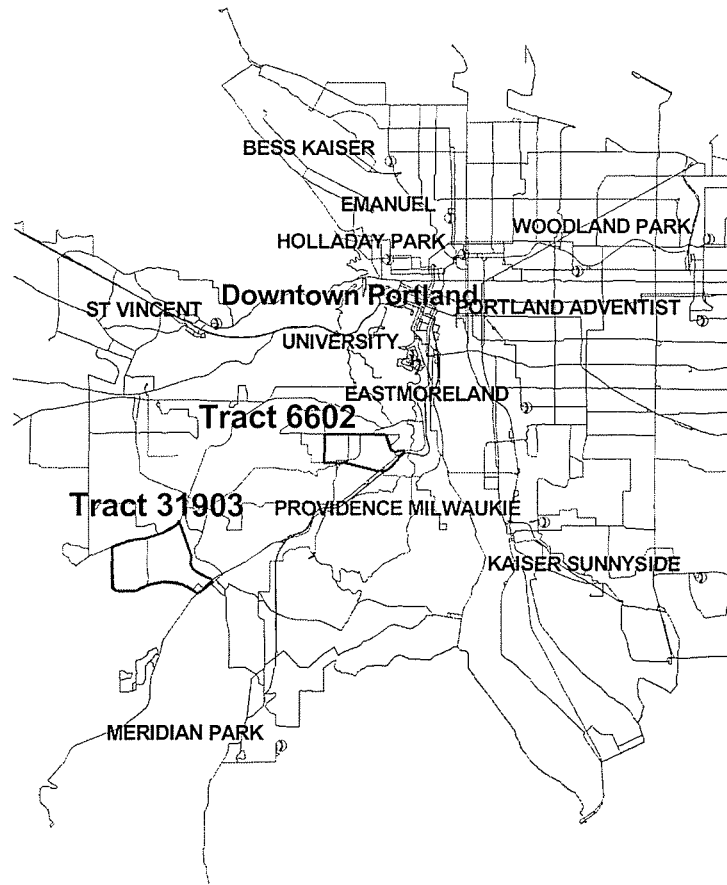 BESS KAISER
EMANUEL
WOODLAND PARK
HOLLADAY PARK
Downtown Portland
ST VINCENT
PORTLAND ADVENTIST
UNIVERSITY
EASTMORELAND
Tract 6602
Tract 31903
PROVIDENCE MILWAUKIE
KAISER SUNNYSIDE
MERIDIAN PARK